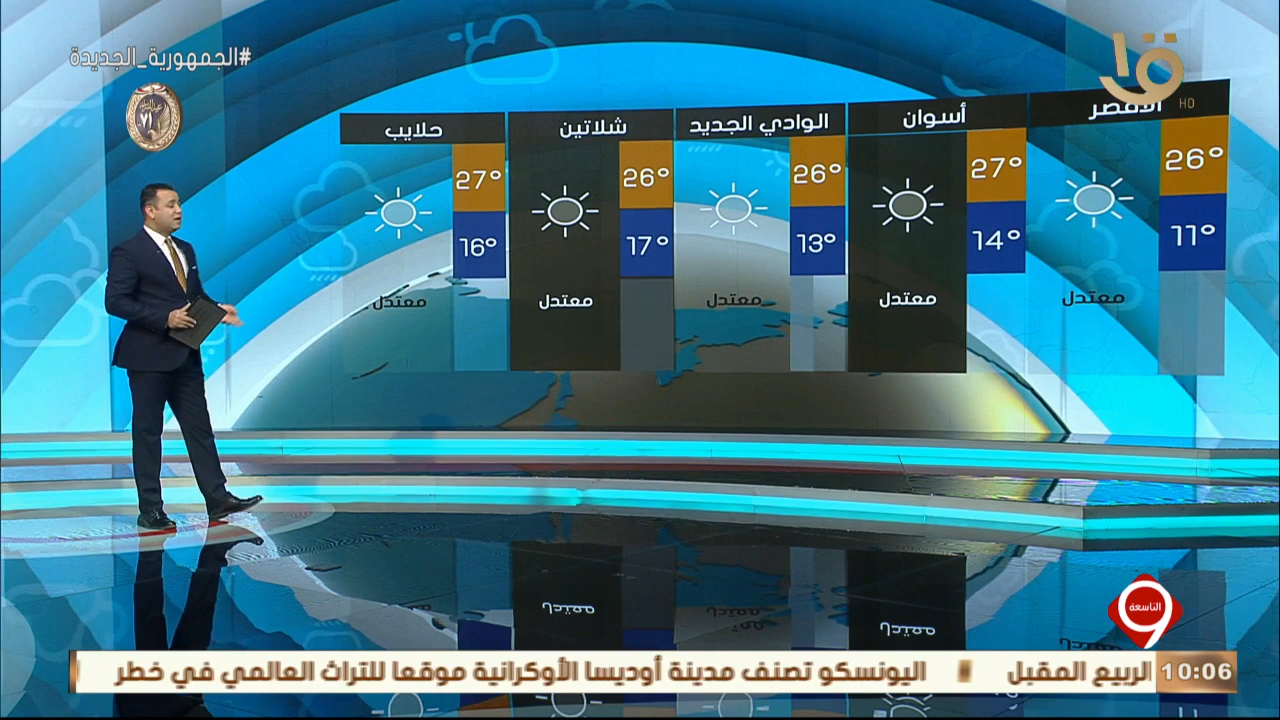 #الجمهورية_الجديدة
HD
الأقصر
26°
11°
معتدل
أسوان
27°
14°
معتدل
الوادي الجديد
26°
13°
معتدل
شلاتين
26°
17°
معتدل
حلايب
27°
16°
معتدل
التاسعة
9
10:06
الربيع المقبل
اليونسكو تصنف مدينة أوديسا الأوكرانية موقعا للتراث العالمي في خطر